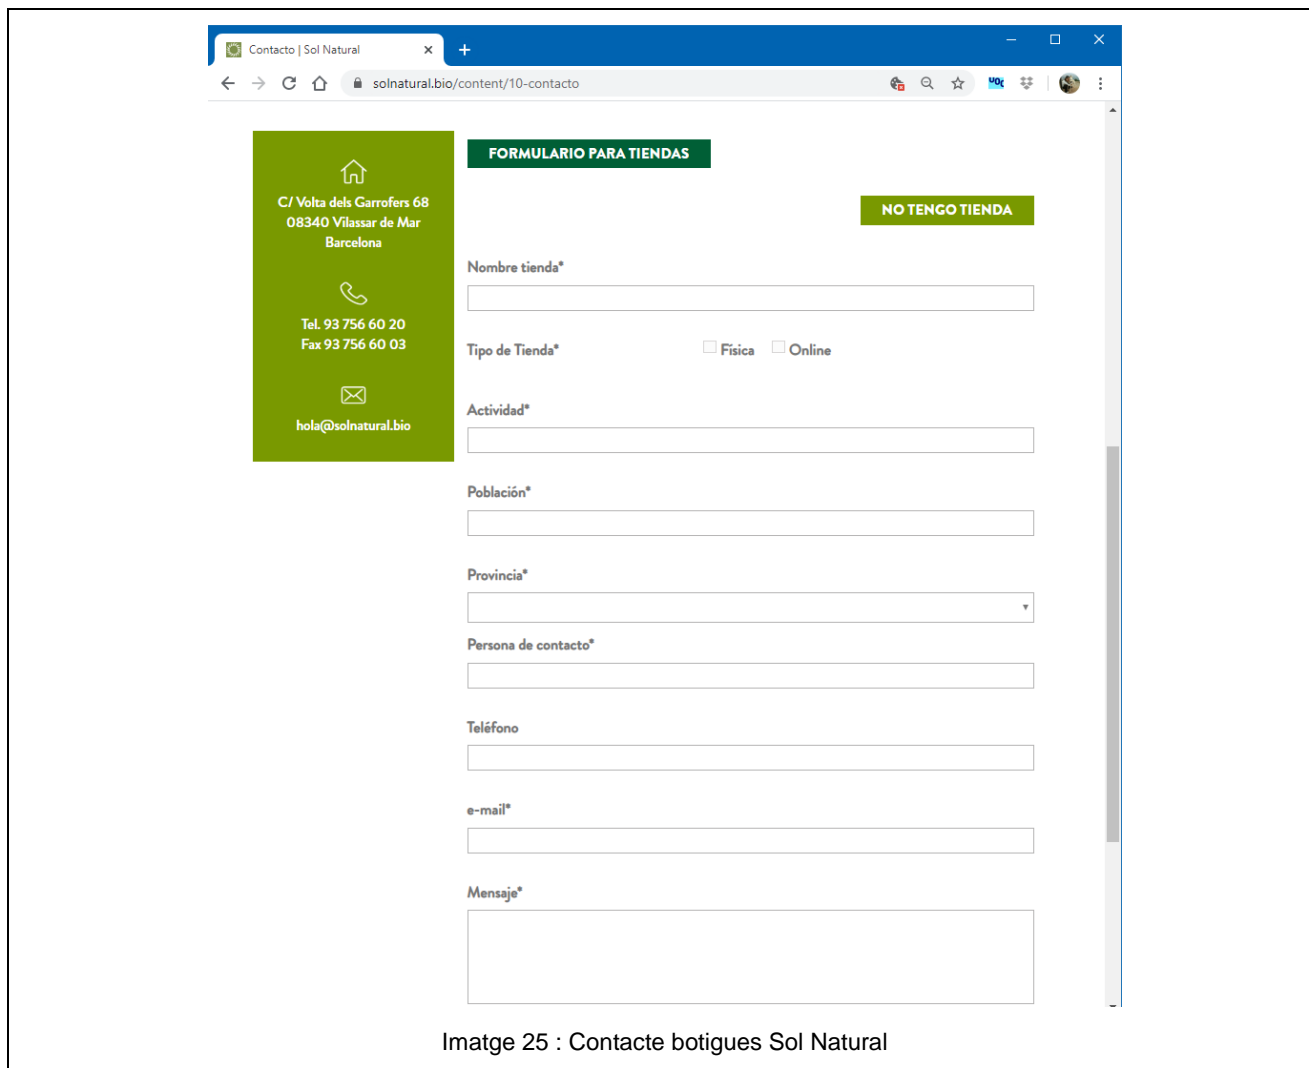 Contacto | Sol Natural
solnatural.bio/content/10-contacto
UOC
C/ Volta dels Garrofers 68
08340 Vilassar de Mar
Barcelona
Tel. 93 756 60 20
Fax 93 756 60 03
hola@solnatural.bio
FORMULARIO PARA TIENDAS
NO TENGO TIENDA
Nombre tienda*
Tipo de Tienda* Física Online
Actividad*
Población*
Provincia*
Persona de contacto*
Teléfono
e-mail*
Mensaje*
Imatge 25 : Contacte botigues Sol Natural